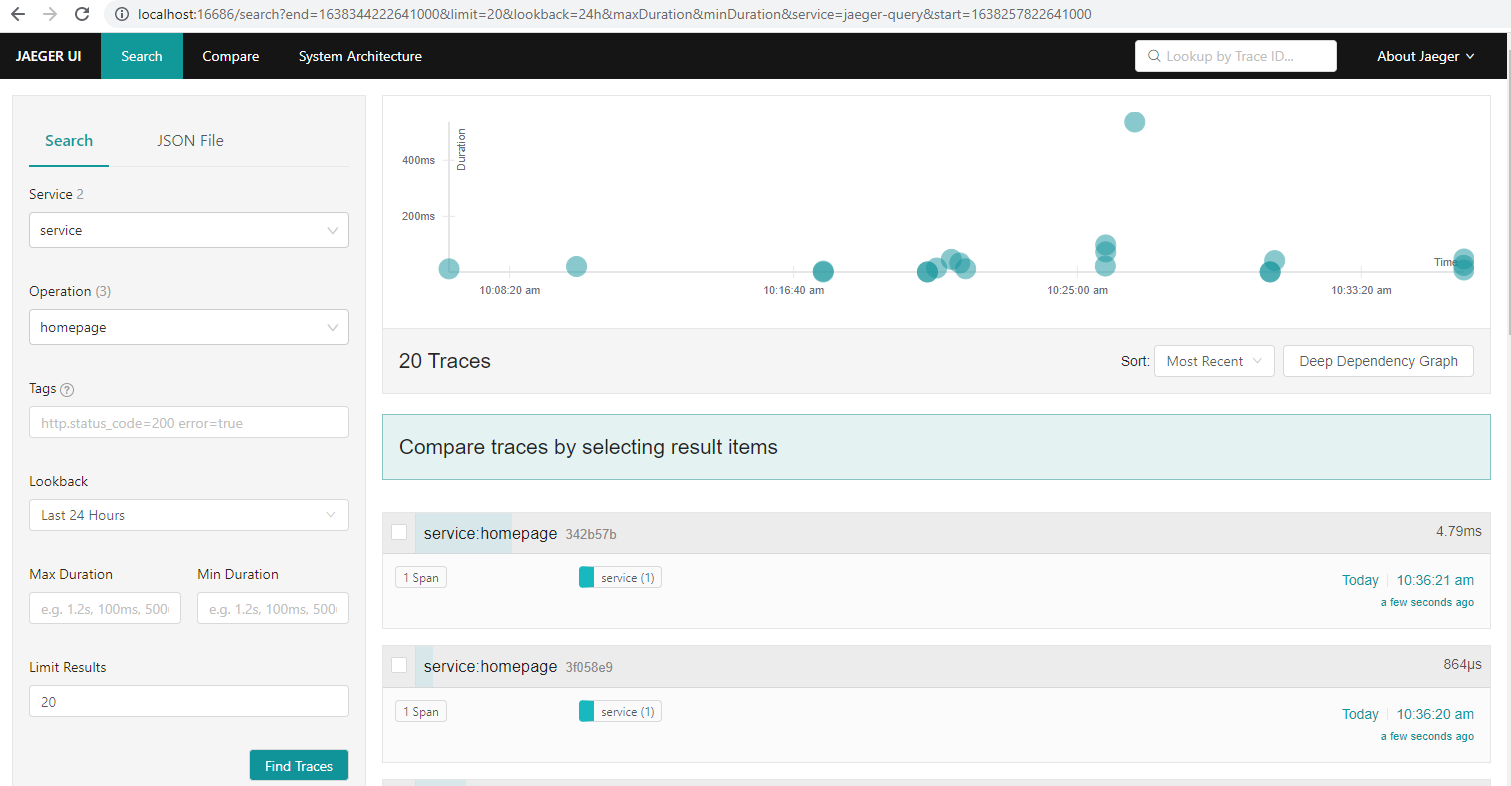 localhost:16686/search?end=1638344222641000&limit=20&lookback=24h&maxDuration&minDuration&service=jaeger-query&start=1638257822641000
JAEGER UI Search Compare System Architecture Lookup by Trace ID... About Jaeger
Search JSON File
Service 2
service
Operation (3)
homepage
Tags ?
http.status_code=200 error=true
Lookback
Last 24 Hours
Max Duration Min Duration
e.g. 1.2s, 100ms, 500 e.g. 1.2s, 100ms, 500
Limit Results
20
Find Traces
Duration
400ms
200ms
Time
10:08:20 am 10:16:40 am 10:25:00 am 10:33:20 am
20 Traces Sort: Most Recent Deep Dependency Graph
Compare traces by selecting result items
service:homepage 342b57b 4.79ms
1 Span service (1) Today 10:36:21 am
a few seconds ago
service:homepage 3f058e9 864μs
1 Span service (1) Today 10:36:20 am
a few seconds ago